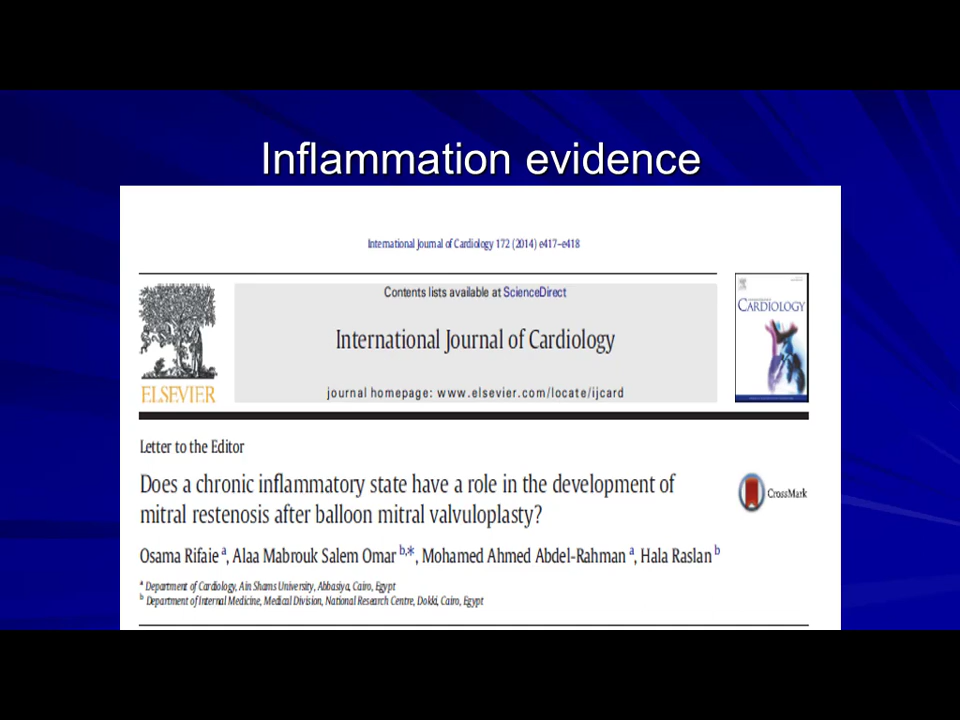 Inflammation evidence
International Journal of Cardiology 172 (2014) e417–e418
Contents lists available at ScienceDirect
International Journal of Cardiology
journal homepage: www.elsevier.com/locate/ijcard
ELSEVIER
CARDIOLOGY
Letter to the Editor
Does a chronic inflammatory state have a role in the development of
mitral restenosis after balloon mitral valvuloplasty?
CrossMark
Osama Rifaie a, Alaa Mabrouk Salem Omar b,*, Mohamed Ahmed Abdel-Rahman a, Hala Raslan b
a Department of Cardiology, Ain Shams University, Abbasiya, Cairo, Egypt
b Department of Internal Medicine, Medical Division, National Research Centre, Dokki, Cairo, Egypt